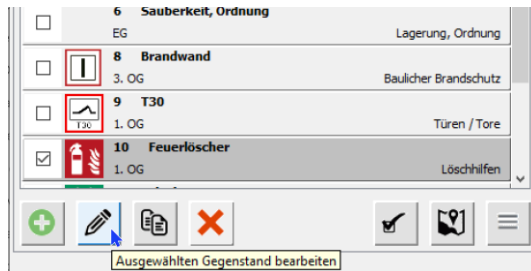 6 Sauberkeit, Ordnung
EG Lagerung, Ordnung
8 Brandwand
3. OG Baulicher Brandschutz
9 T30
T30
1. OG Türen / Tore
10 Feuerlöscher
1. OG Löschhilfen
Ausgewählten Gegenstand bearbeiten